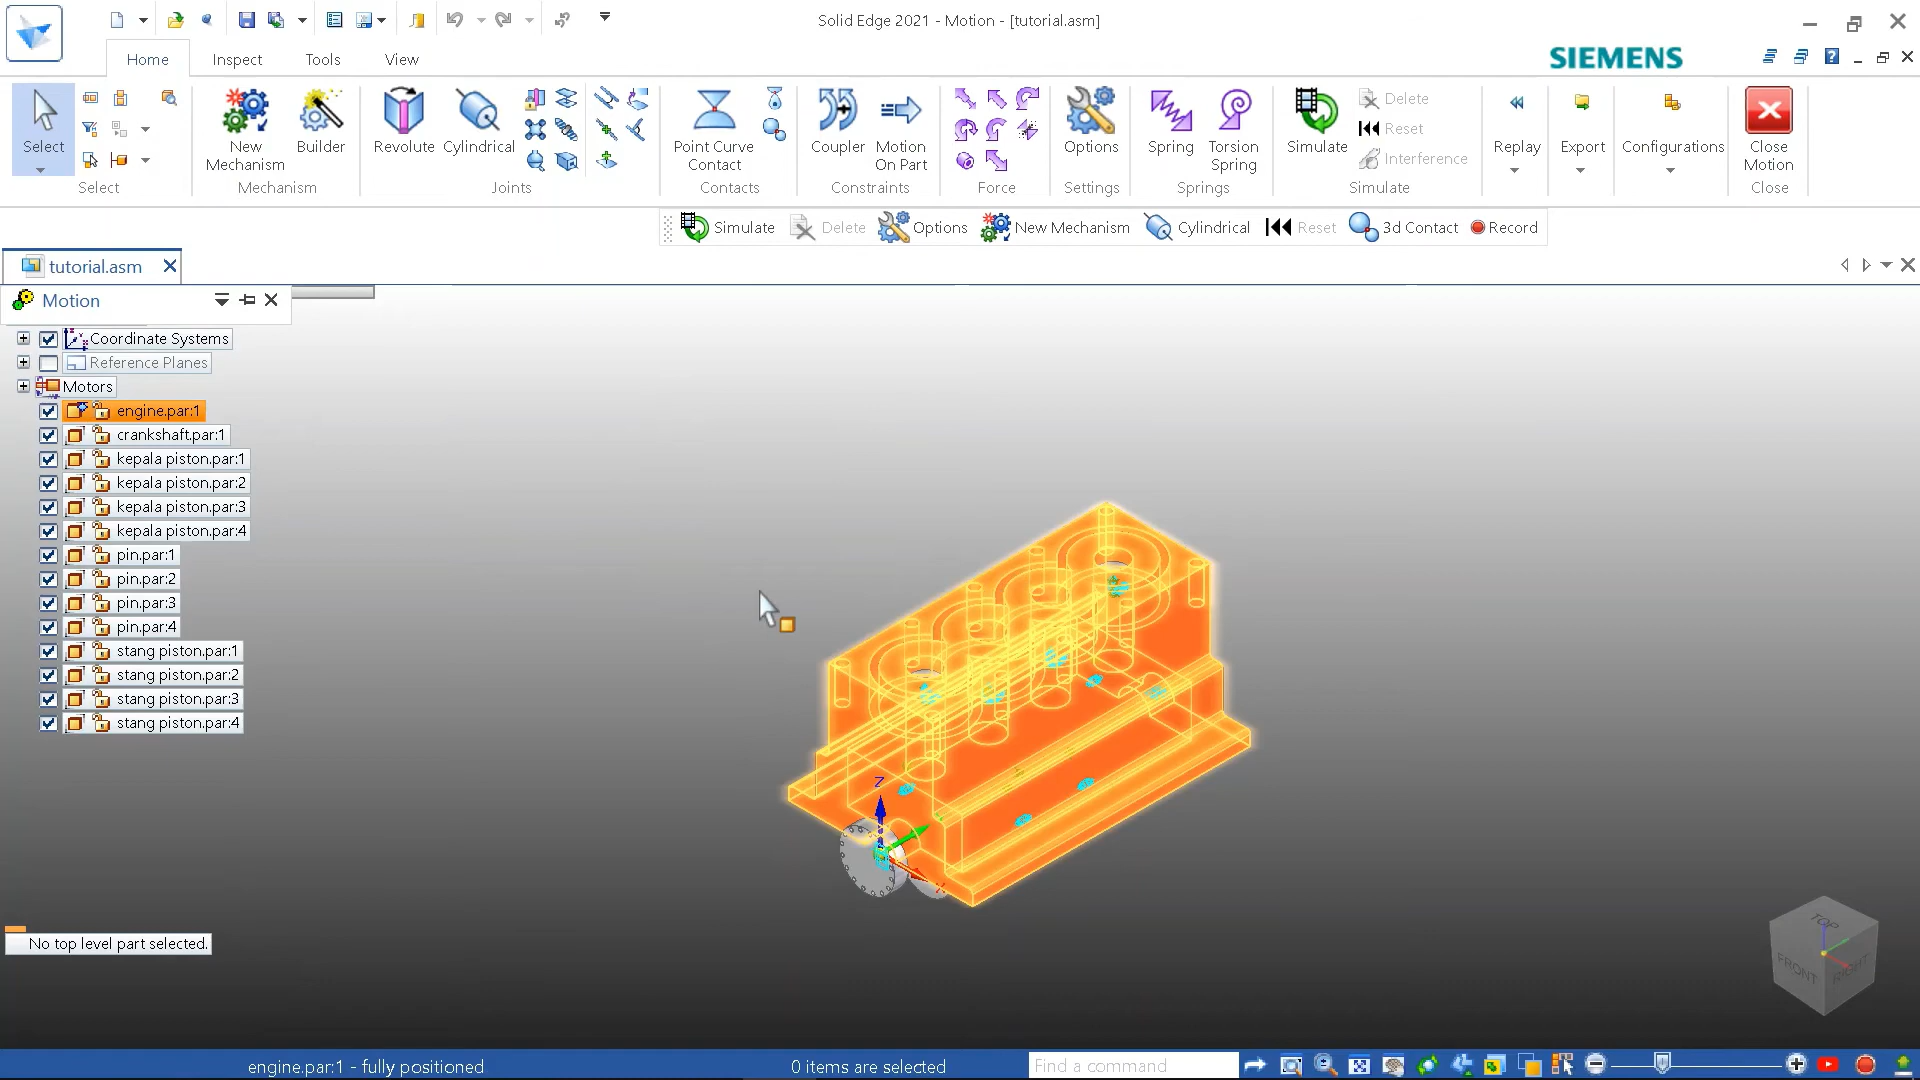 Solid Edge 2021 - Motion - [tutorial.asm]
Home
Inspect
Tools
View
SIEMENS
Select
New Mechanism
Builder
Revolute
Cylindrical
Point Curve Contact
Coupler
Motion On Part
Options
Spring
Torsion Spring
Simulate
Delete
Reset
Interference
Replay
Export
Configurations
Close Motion
Select
Mechanism
Joints
Contacts
Constraints
Force
Settings
Springs
Simulate
Close
Simulate
Delete
Options
New Mechanism
Cylindrical
Reset
3d Contact
Record
tutorial.asm
Motion
Coordinate Systems
Reference Planes
Motors
engine.par:1
crankshaft.par:1
kepala piston.par:1
kepala piston.par:2
kepala piston.par:3
kepala piston.par:4
pin.par:1
pin.par:2
pin.par:3
pin.par:4
stang piston.par:1
stang piston.par:2
stang piston.par:3
stang piston.par:4
Z
X
No top level part selected.
TOP
FRONT
RIGHT
engine.par:1 - fully positioned
0 items are selected
Find a command